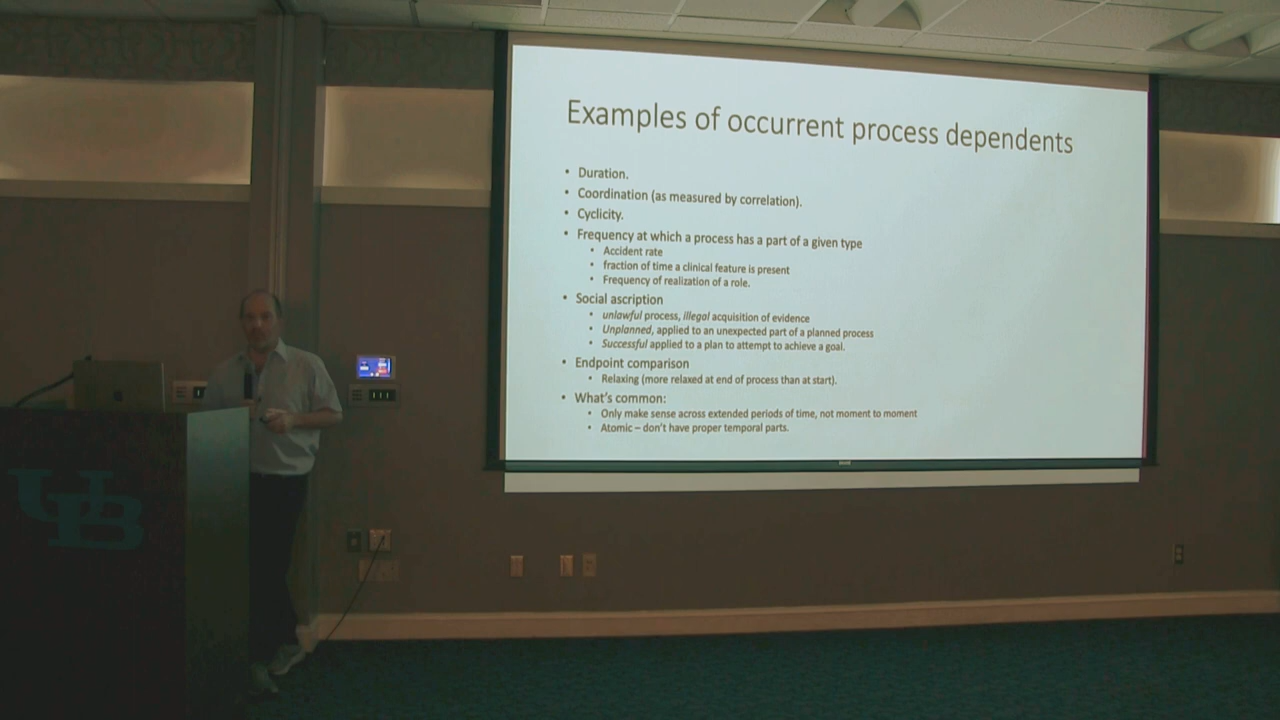 Examples of occurrent process dependents
• Duration.
• Coordination (as measured by correlation).
• Cyclicity.
• Frequency at which a process has a part of a given type
• Accident rate
• fraction of time a clinical feature is present
• Frequency of realization of a role.
• Social ascription
• unlawful process, illegal acquisition of evidence
• Unplanned, applied to an unexpected part of a planned process
• Successful applied to a plan to attempt to achieve a goal.
• Endpoint comparison
• Relaxing (more relaxed at end of process than at start).
• What's common:
• Only make sense across extended periods of time, not moment to moment
• Atomic – don't have proper temporal parts.
UB